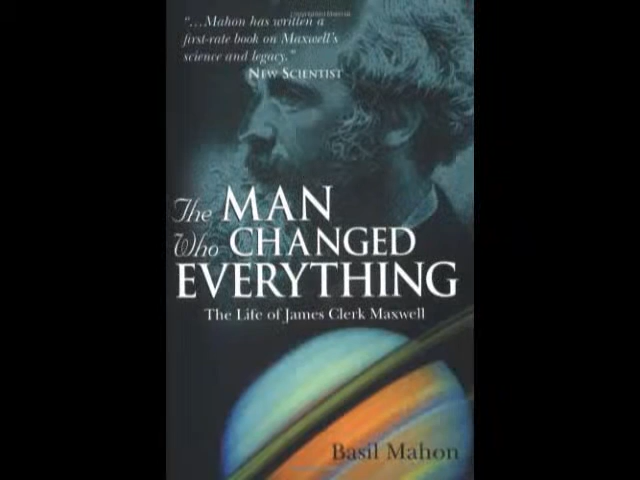 "...Mahon has written a
first-rate book on Maxwell's
science and legacy."
NEW SCIENTIST
The MAN
Who CHANGED
EVERYTHING
The Life of James Clerk Maxwell
Basil Mahon